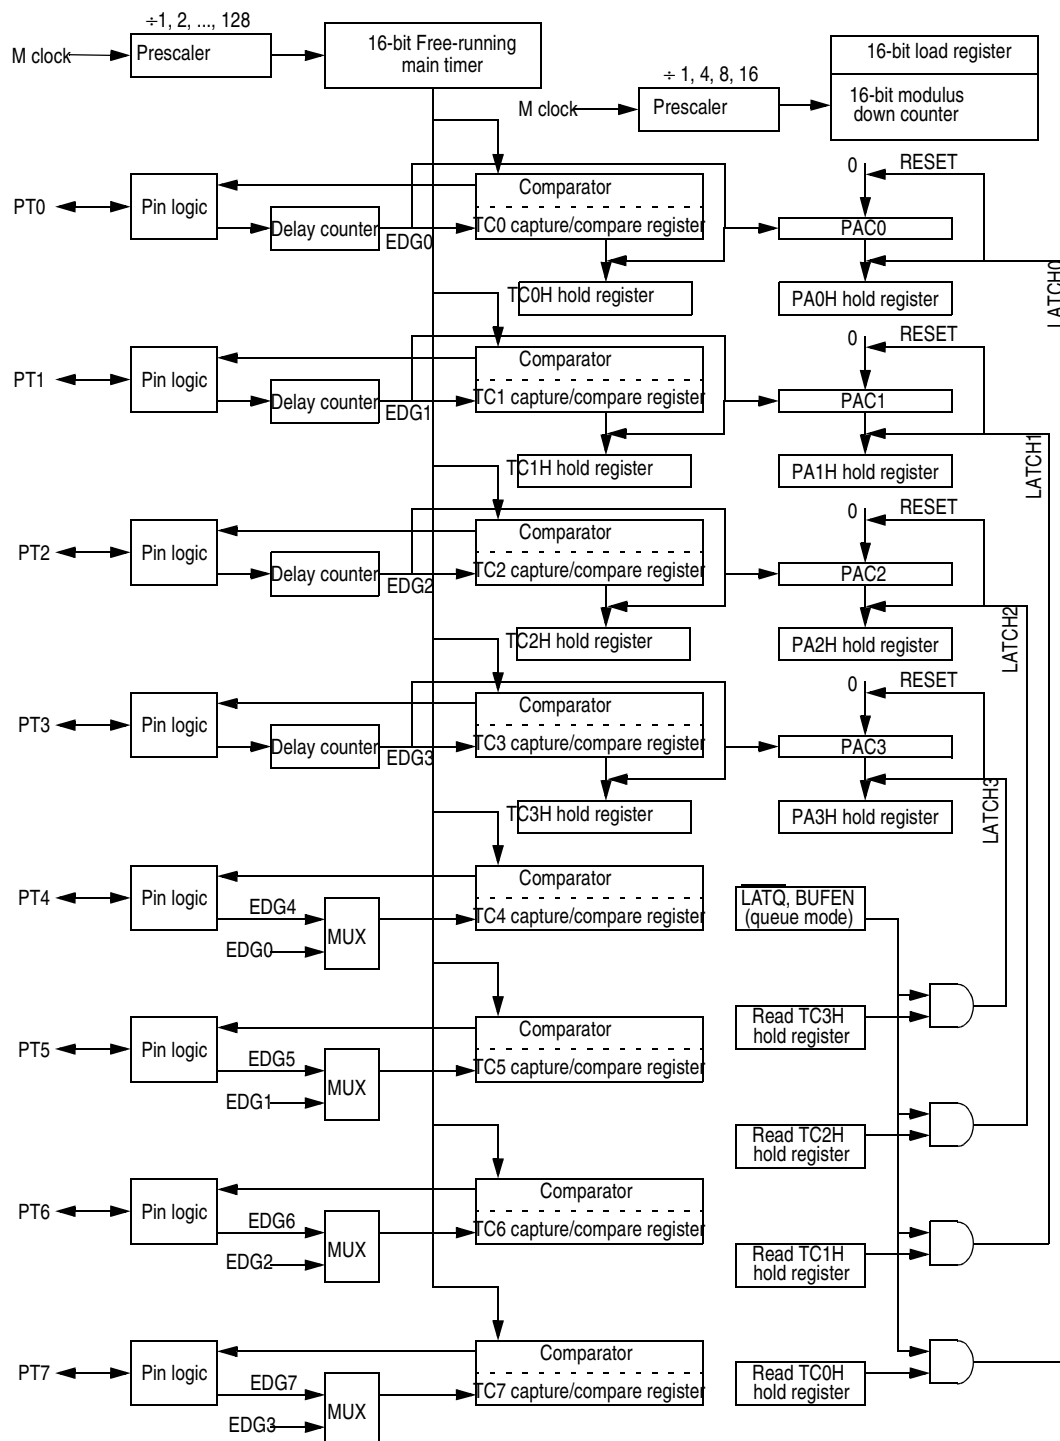 ÷1, 2, ..., 128
M clock
Prescaler
16-bit Free-running
main timer
÷ 1, 4, 8, 16
M clock
Prescaler
16-bit load register
16-bit modulus
down counter
PT0
Pin logic
Delay counter
EDG0
Comparator
TC0 capture/compare register
TC0H hold register
0
RESET
PAC0
PA0H hold register
LATCH0
PT1
Pin logic
Delay counter
EDG1
Comparator
TC1 capture/compare register
TC1H hold register
0
RESET
PAC1
PA1H hold register
LATCH1
PT2
Pin logic
Delay counter
EDG2
Comparator
TC2 capture/compare register
TC2H hold register
0
RESET
PAC2
PA2H hold register
LATCH2
PT3
Pin logic
Delay counter
EDG3
Comparator
TC3 capture/compare register
TC3H hold register
0
RESET
PAC3
PA3H hold register
LATCH3
PT4
Pin logic
EDG4
EDG0
MUX
Comparator
TC4 capture/compare register
LATQ, BUFEN
(queue mode)
PT5
Pin logic
EDG5
EDG1
MUX
Comparator
TC5 capture/compare register
Read TC3H
hold register
Read TC2H
hold register
PT6
Pin logic
EDG6
EDG2
MUX
Comparator
TC6 capture/compare register
Read TC1H
hold register
PT7
Pin logic
EDG7
EDG3
MUX
Comparator
TC7 capture/compare register
Read TC0H
hold register